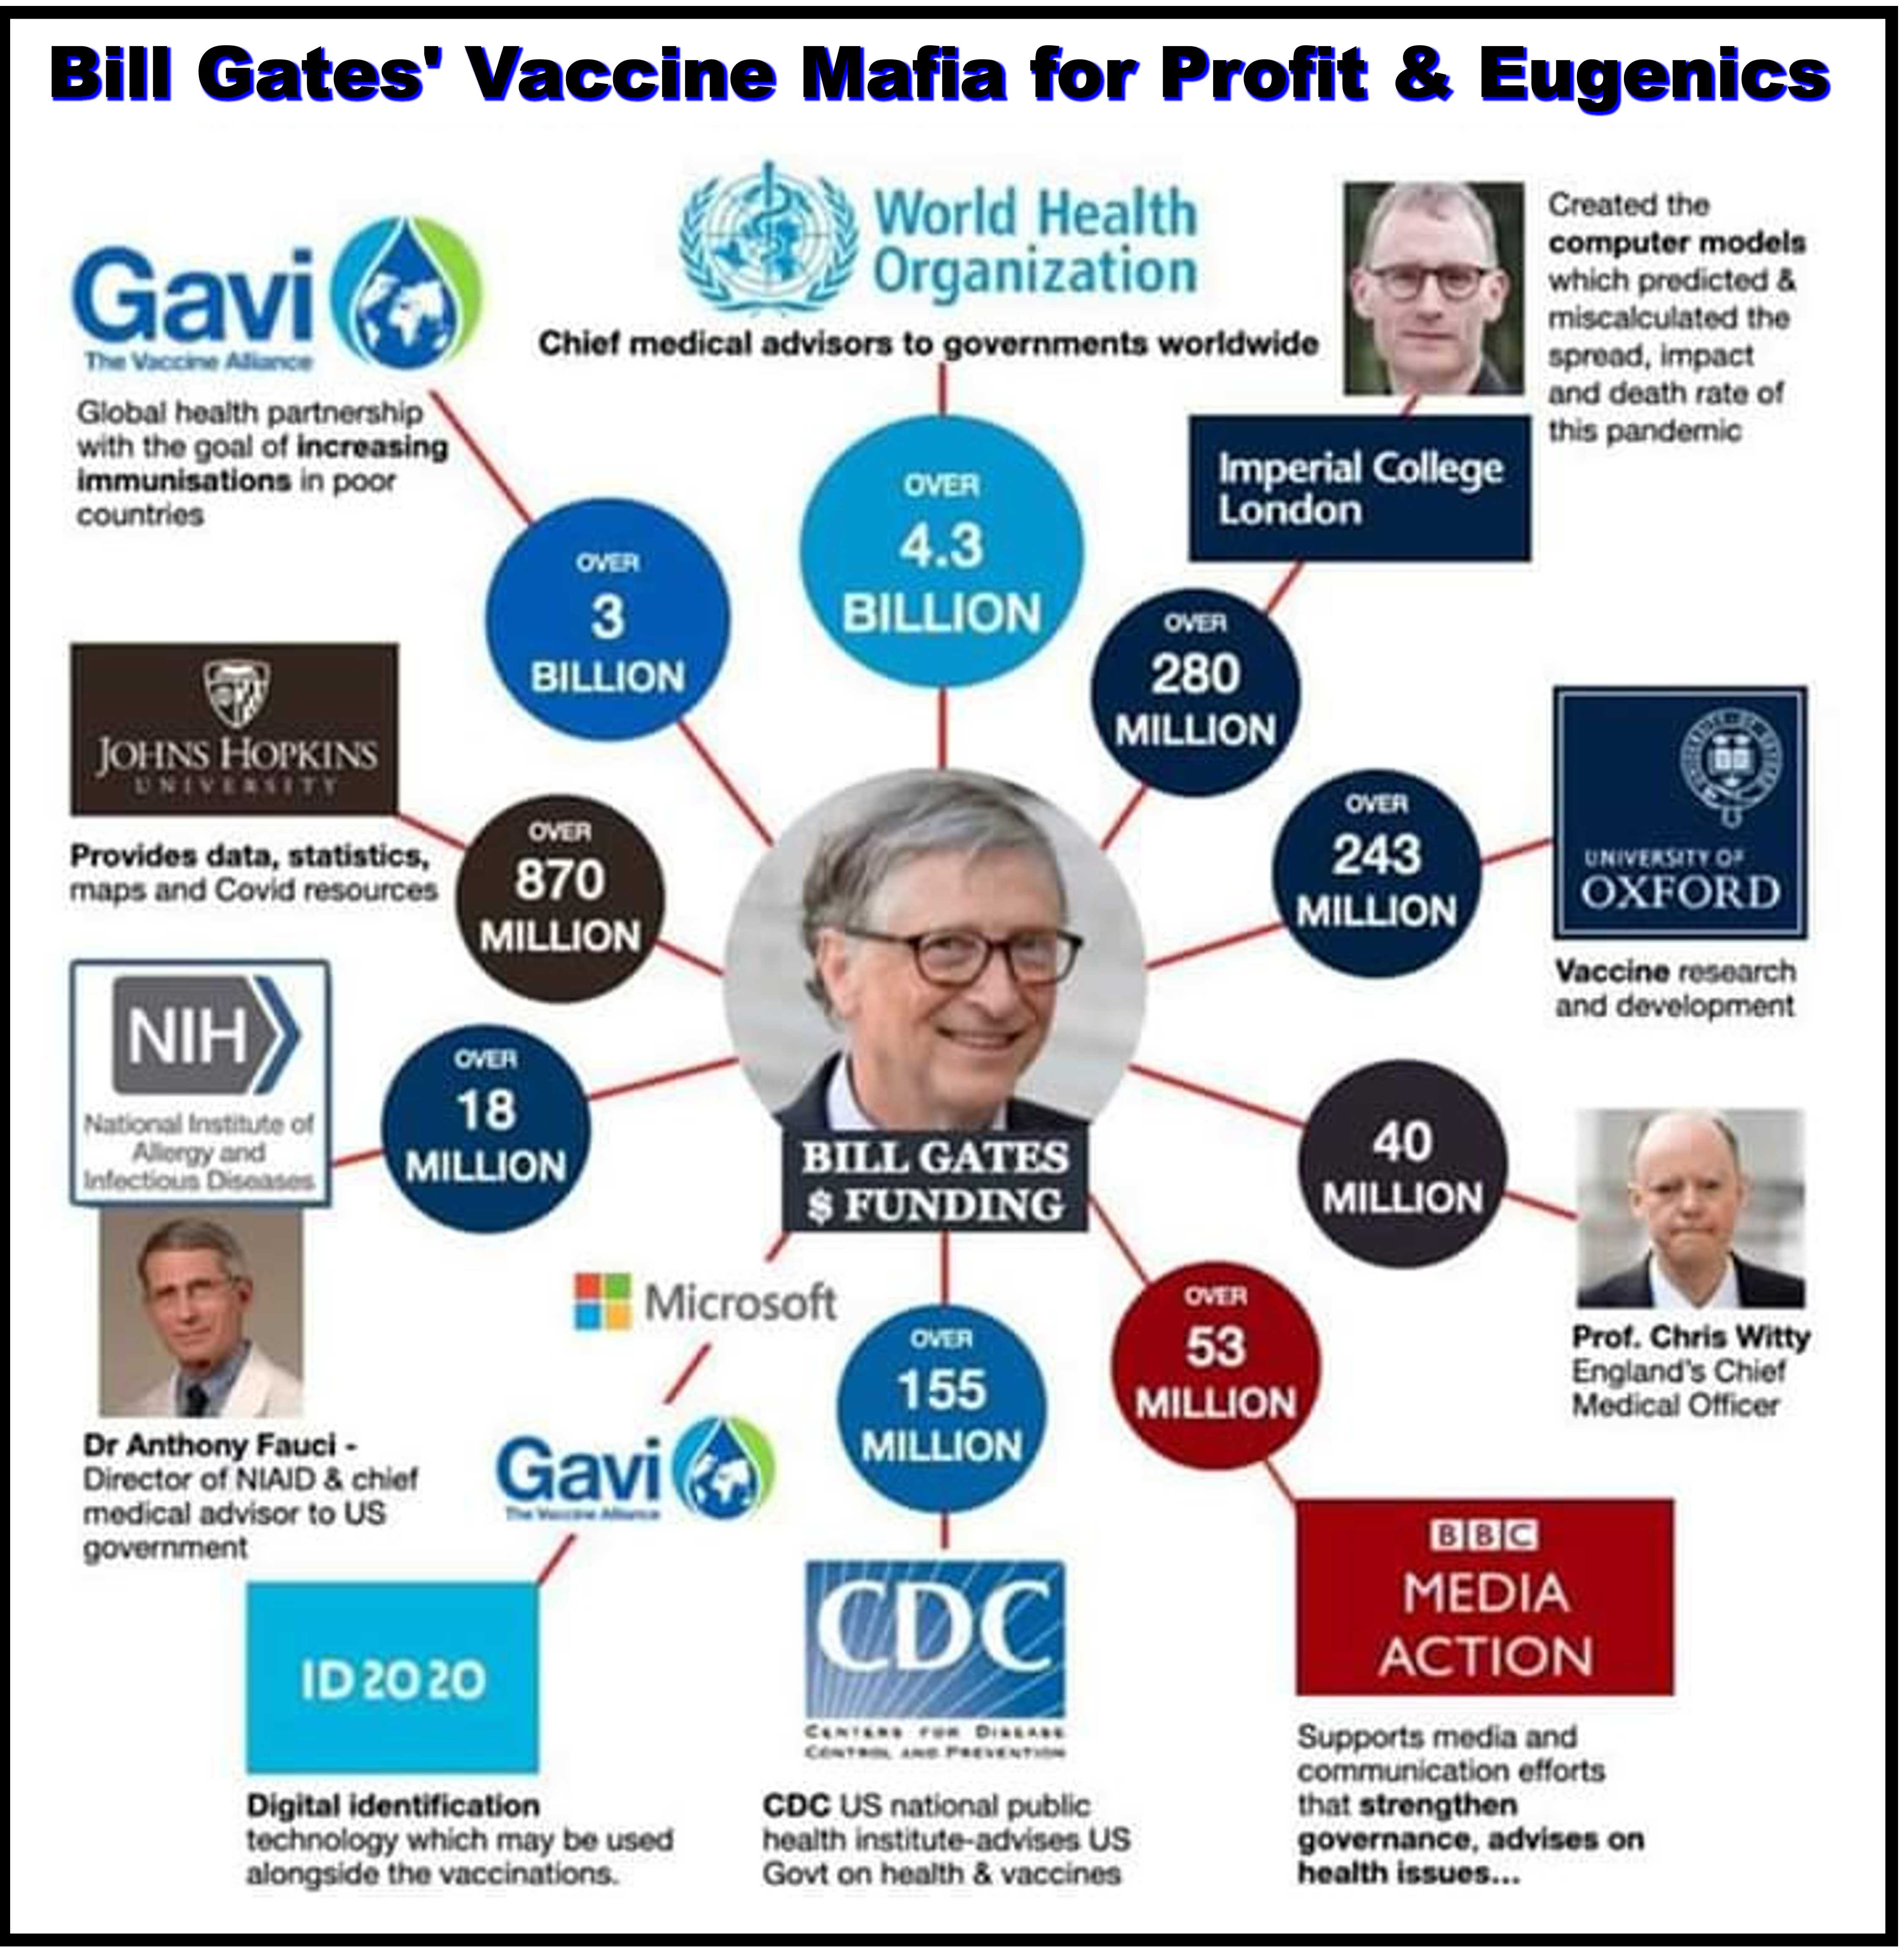 Bill Gates' Vaccine Mafia for Profit & Eugenics
Gavi
The Vaccine Alliance
Global health partnership
with the goal of increasing
immunisations in poor
countries
OVER
3
BILLION
World Health
Organization
Chief medical advisors to governments worldwide
OVER
4.3
BILLION
Created the
computer models
which predicted &
miscalculated the
spread, impact
and death rate of
this pandemic
Imperial College
London
OVER
280
MILLION
JOHNS HOPKINS
UNIVERSITY
Provides data, statistics,
maps and Covid resources
OVER
870
MILLION
OVER
243
MILLION
UNIVERSITY OF
OXFORD
Vaccine research
and development
NIH
National Institute of
Allergy and
Infectious Diseases
OVER
18
MILLION
Dr Anthony Fauci -
Director of NIAID & chief
medical advisor to US
government
BILL GATES
$ FUNDING
40
MILLION
Prof. Chris Witty
England's Chief
Medical Officer
Microsoft
Gavi
The Vaccine Alliance
ID2020
Digital identification
technology which may be used
alongside the vaccinations.
OVER
155
MILLION
CDC
CENTERS FOR DISEASE
CONTROL AND PREVENTION
CDC US national public
health institute-advises US
Govt on health & vaccines
OVER
53
MILLION
BBC
MEDIA
ACTION
Supports media and
communication efforts
that strengthen
governance, advises on
health issues...